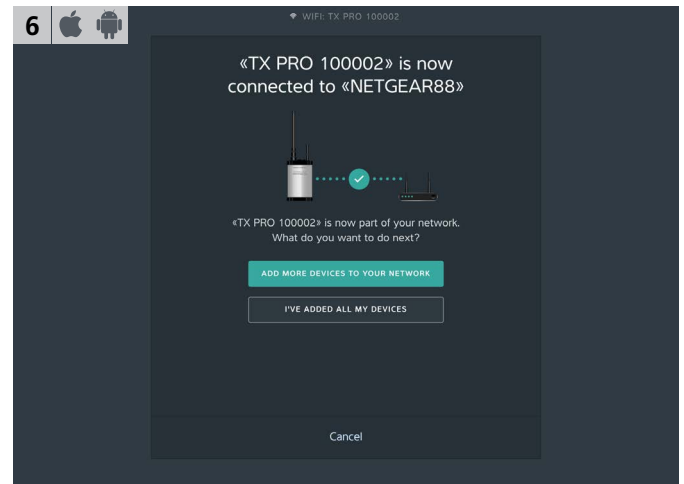 6
WIFI: TX PRO 100002
«TX PRO 100002» is now
connected to «NETGEAR88»
«TX PRO 100002» is now part of your network.
What do you want to do next?
ADD MORE DEVICES TO YOUR NETWORK
I'VE ADDED ALL MY DEVICES
Cancel